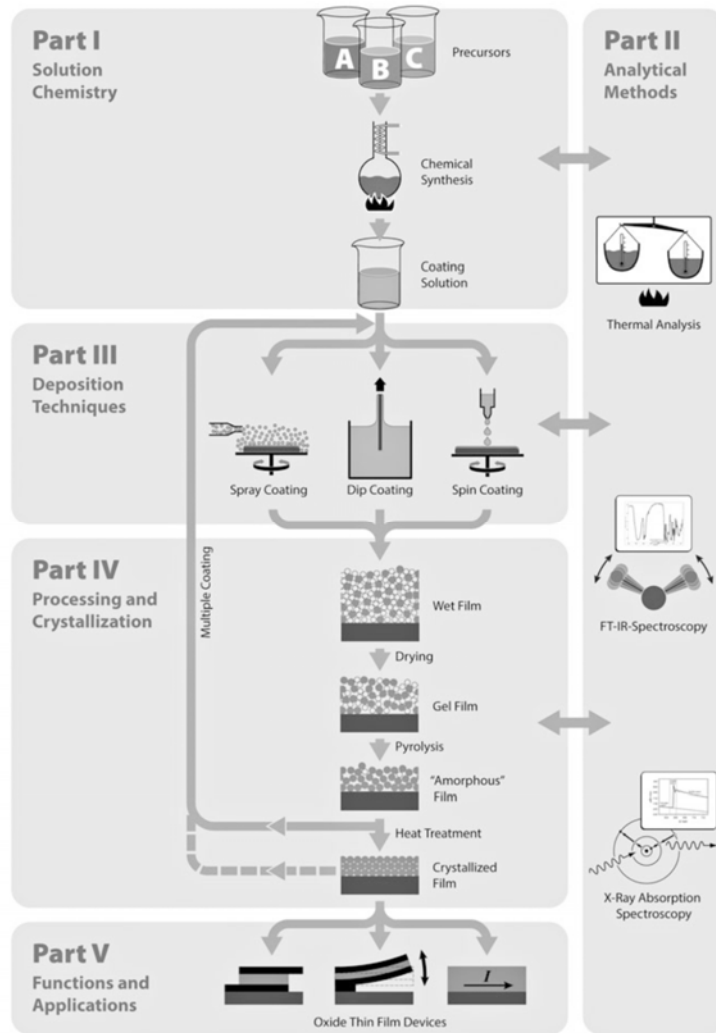 Part I
Solution
Chemistry
A
B
C
Precursors
Chemical
Synthesis
Coating
Solution
Part II
Analytical
Methods
Thermal Analysis
FT-IR-Spectroscopy
X-Ray Absorption
Spectroscopy
Part III
Deposition
Techniques
Spray Coating
Dip Coating
Spin Coating
Part IV
Processing and
Crystallization
Multiple Coating
Wet Film
Drying
Gel Film
Pyrolysis
"Amorphous"
Film
Heat Treatment
Crystallized
Film
Part V
Functions and
Applications
I
Oxide Thin Film Devices